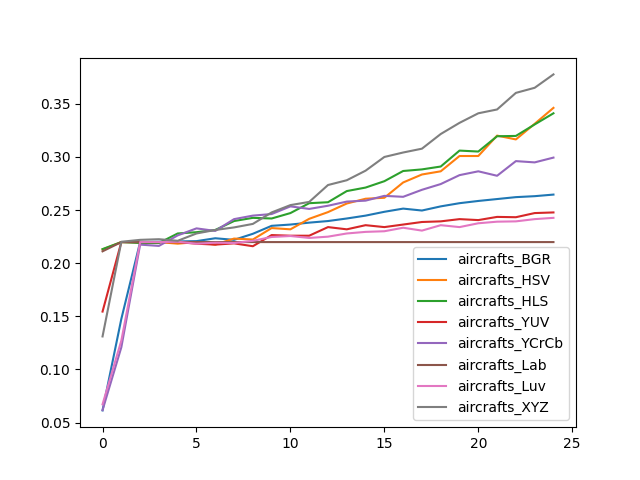 0.35
0.30
0.25
0.20
0.15
0.10
0.05
0 5 10 15 20 25
aircrafts_BGR
aircrafts_HSV
aircrafts_HLS
aircrafts_YUV
aircrafts_YCrCb
aircrafts_Lab
aircrafts_Luv
aircrafts_XYZ